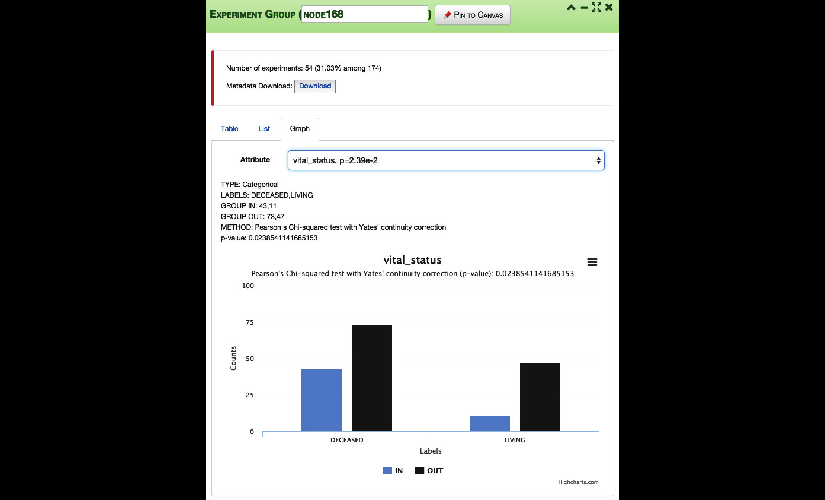 EXPERIMENT GROUP (NODE168)
PIN TO CANVAS
Number of experiments: 54 (31.03% among 174)
Metadata Download: Download
Table List Graph
Attribute vital_status, p=2.39e-2
TYPE: Categorical
LABELS: DECEASED,LIVING
GROUP IN: 43,11
GROUP OUT: 73,47
METHOD: Pearson's Chi-squared test with Yates' continuity correction
p-value: 0.0238541141685153
vital_status
Pearson's Chi-squared test with Yates' continuity correction (p-value): 0.0238541141685153
100
75
50
25
0
Counts
DECEASED LIVING
Labels
IN OUT
Highcharts.com